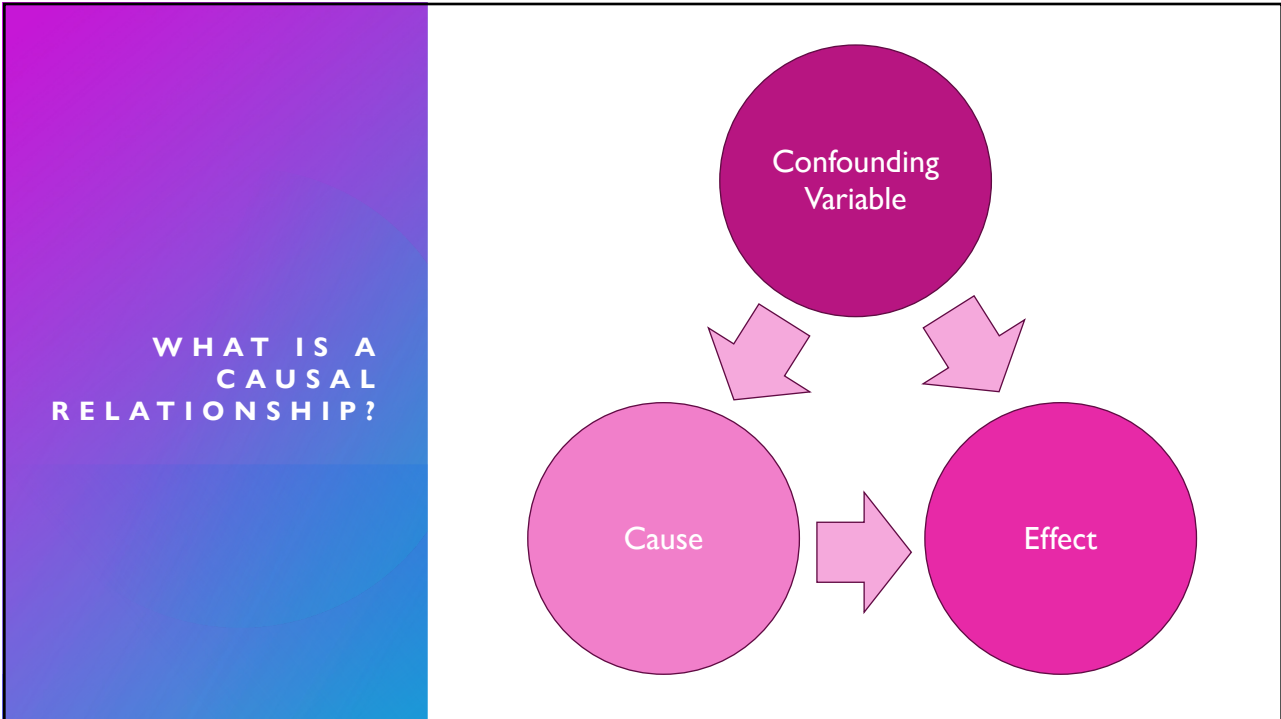 WHAT IS A
CAUSAL
RELATIONSHIP?
Confounding
Variable
Cause
Effect